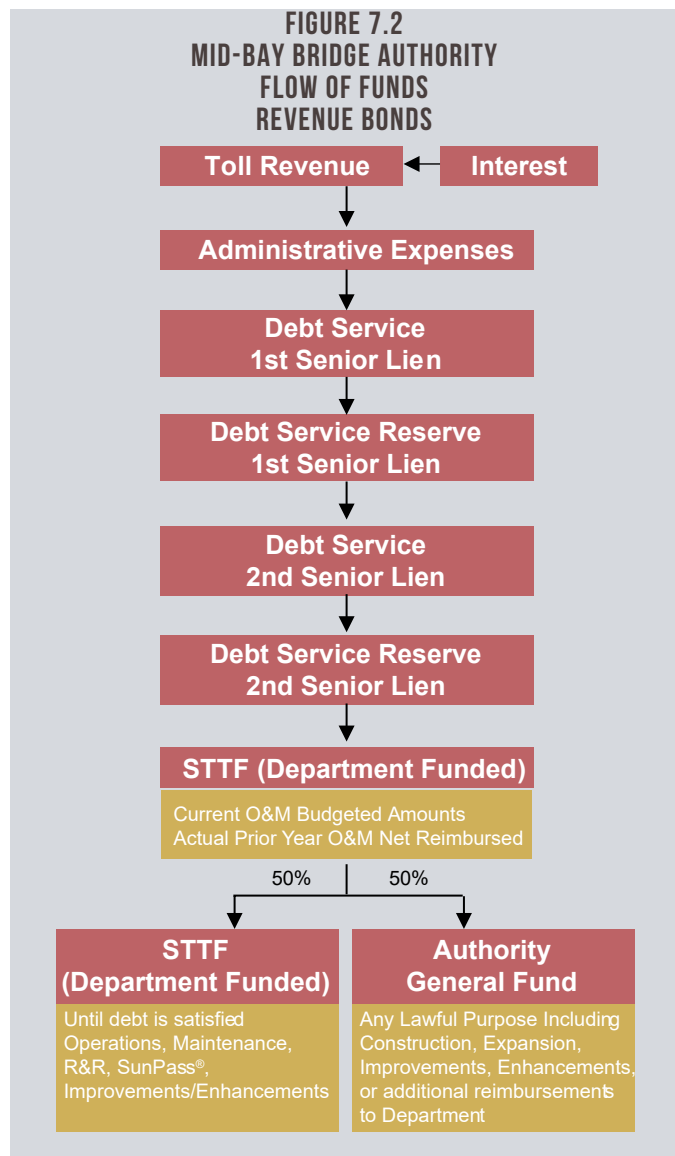 FIGURE 7.2
MID-BAY BRIDGE AUTHORITY
FLOW OF FUNDS
REVENUE BONDS
Toll Revenue
Interest
Administrative Expenses
Debt Service
1st Senior Lien
Debt Service Reserve
1st Senior Lien
Debt Service
2nd Senior Lien
Debt Service Reserve
2nd Senior Lien
STTF (Department Funded)
Current O&M Budgeted Amounts
Actual Prior Year O&M Net Reimbursed
50%
50%
STTF
(Department Funded)
Until debt is satisfied
Operations, Maintenance,
R&R, SunPass®,
Improvements/Enhancements
Authority
General Fund
Any Lawful Purpose Including
Construction, Expansion,
Improvements, Enhancements,
or additional reimbursements
to Department